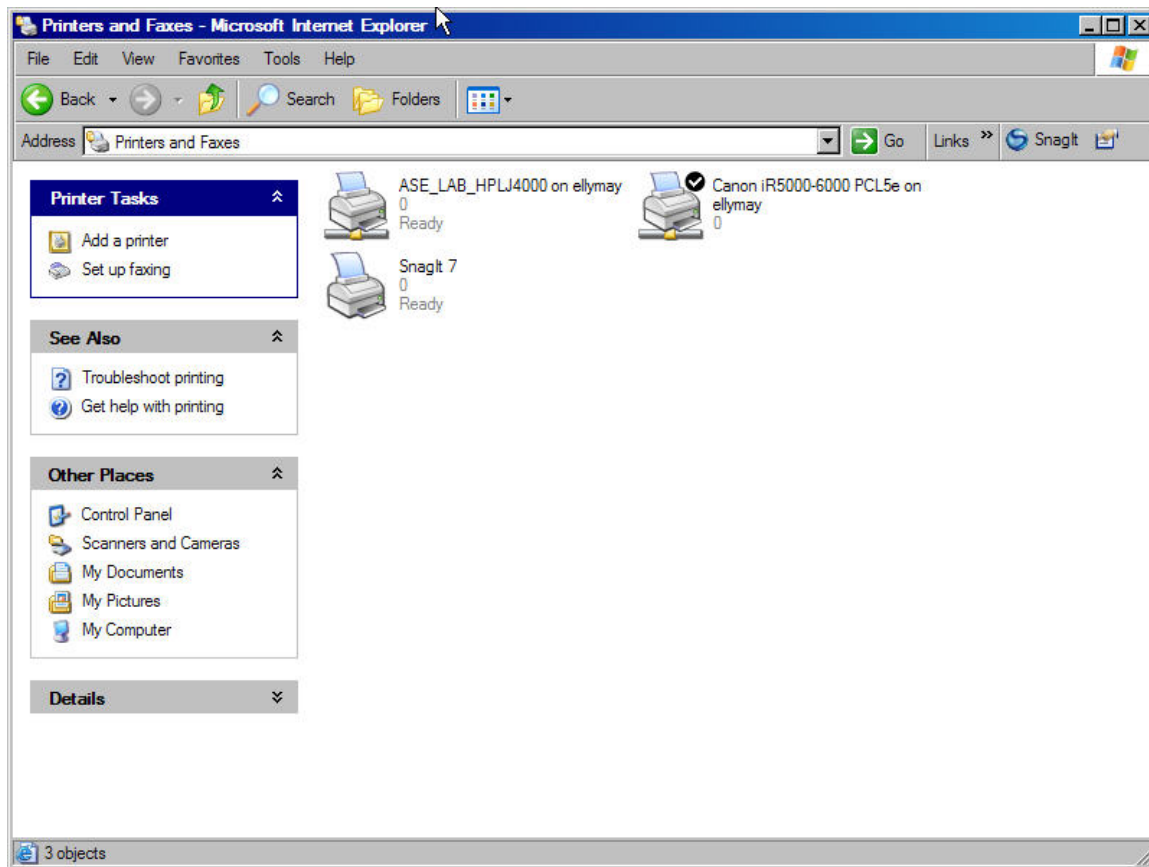 Printers and Faxes - Microsoft Internet Explorer
File Edit View Favorites Tools Help
Back Search Folders
Address Printers and Faxes Go Links » SnagIt
Printer Tasks
Add a printer
Set up faxing
See Also
Troubleshoot printing
Get help with printing
Other Places
Control Panel
Scanners and Cameras
My Documents
My Pictures
My Computer
Details
ASE_LAB_HPLJ4000 on ellymay
0
Ready
Canon iR5000-6000 PCL5e on
ellymay
0
SnagIt 7
0
Ready
3 objects